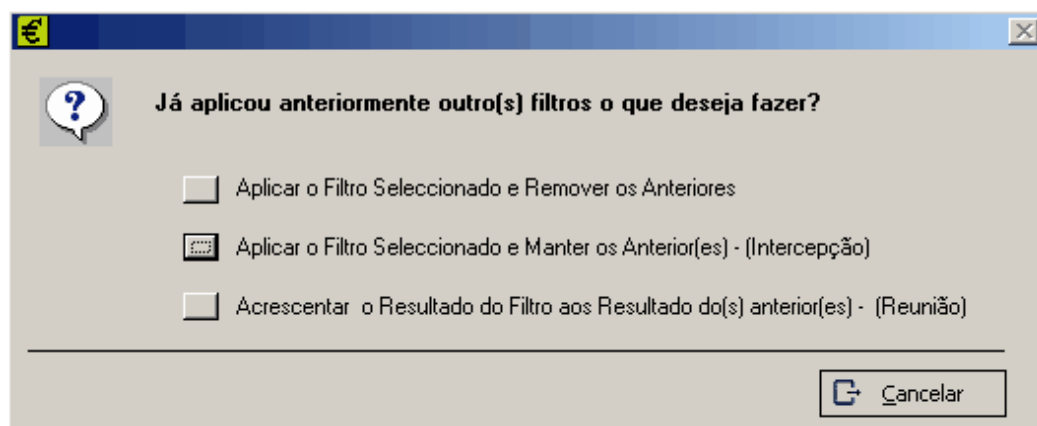 Já aplicou anteriormente outro(s) filtros o que deseja fazer?
Aplicar o Filtro Seleccionado e Remover os Anteriores
Aplicar o Filtro Seleccionado e Manter os Anterior(es) - (Intercepção)
Acrescentar o Resultado do Filtro aos Resultado do(s) anterior(es) - (Reunião)
Cancelar